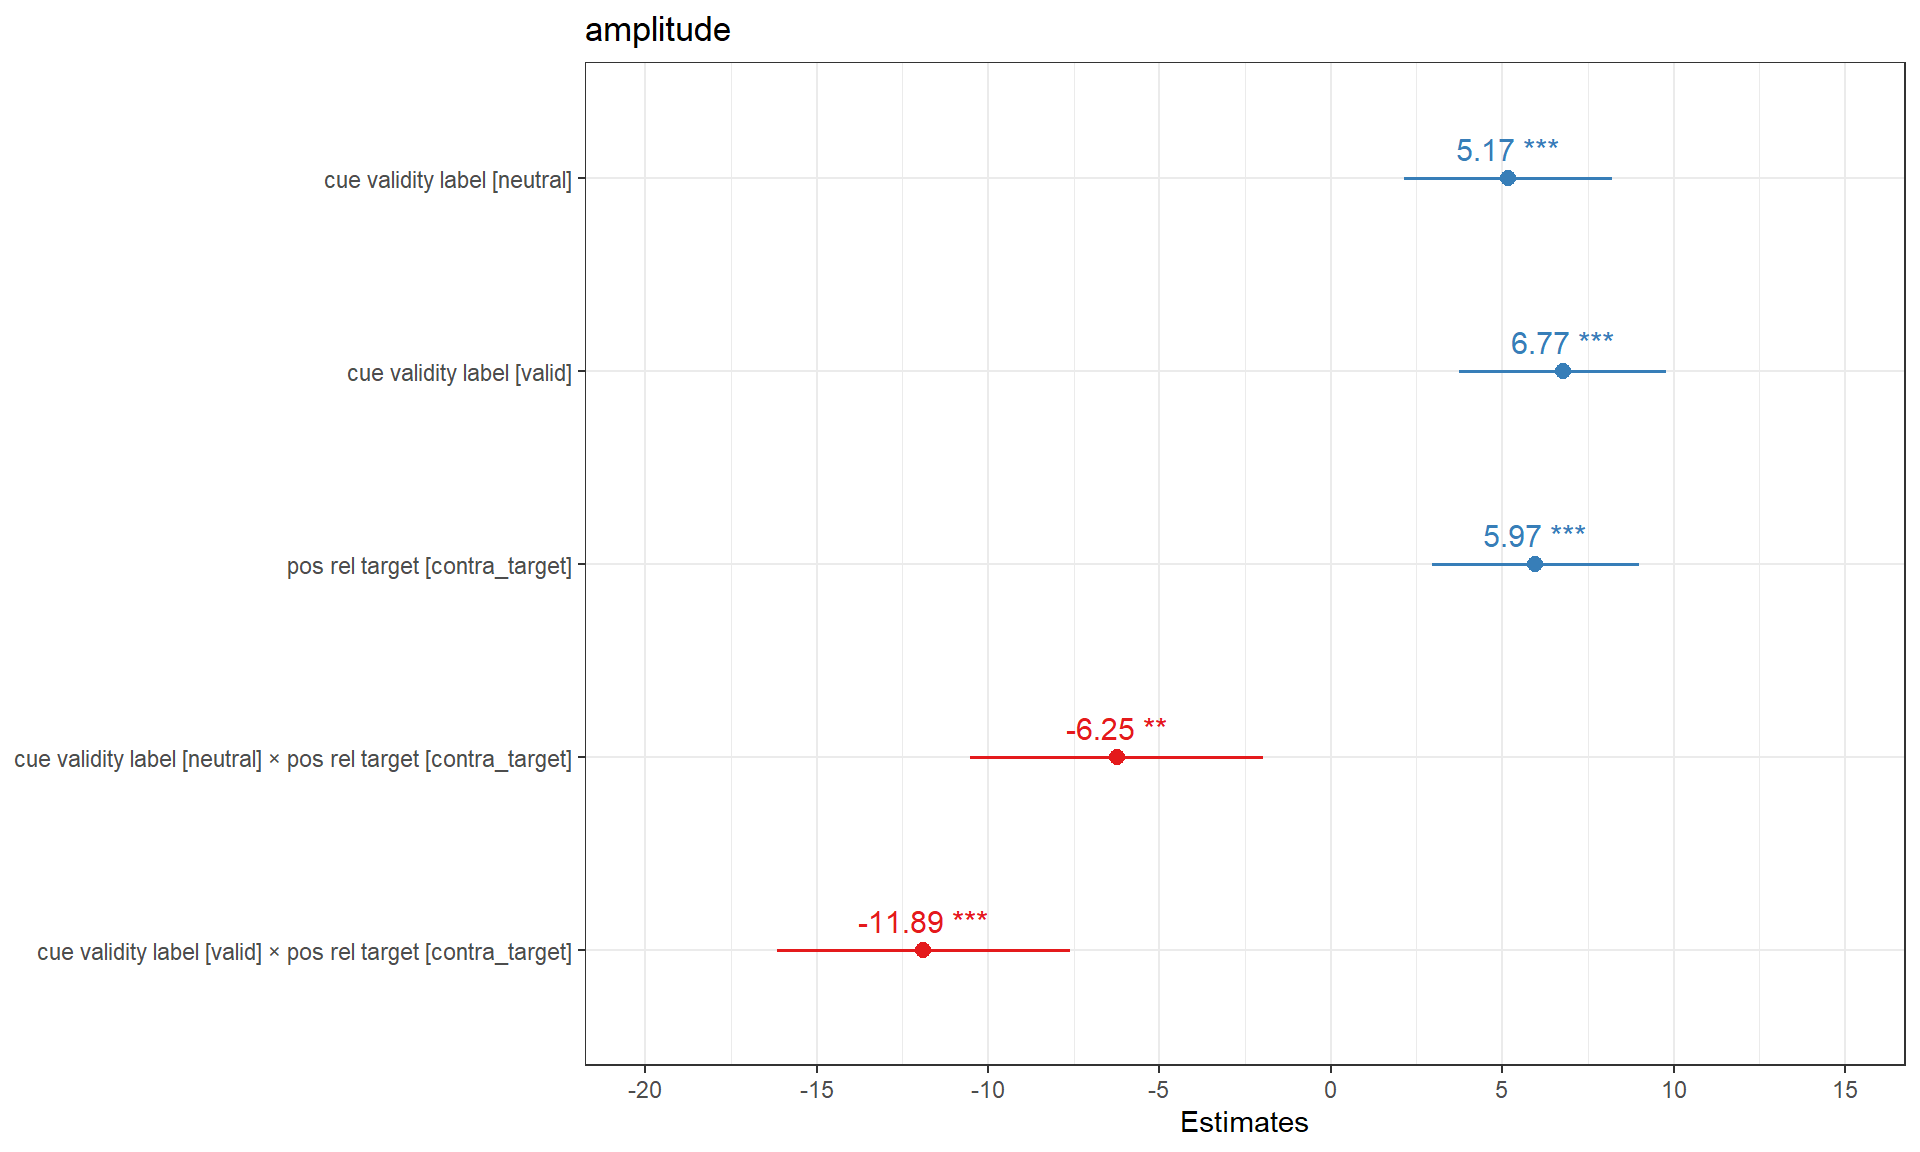 amplitude
cue validity label [neutral]
5.17 ***
cue validity label [valid]
6.77 ***
pos rel target [contra_target]
5.97 ***
cue validity label [neutral] × pos rel target [contra_target]
-6.25 **
cue validity label [valid] × pos rel target [contra_target]
-11.89 ***
-20 -15 -10 -5 0 5 10 15
Estimates